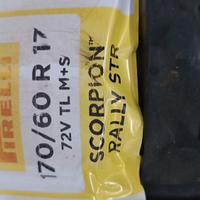 PIRELLI
170/60 R 17
72V TL M+S
SCORPION™
RALLY STR